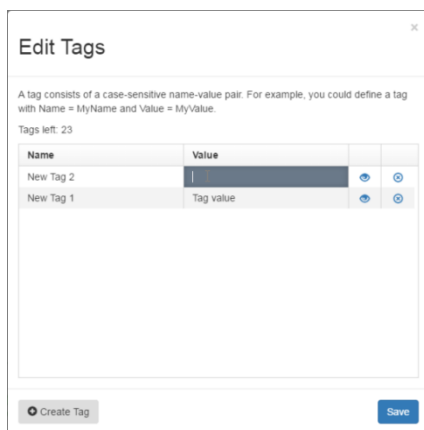 ×
Edit Tags
A tag consists of a case-sensitive name-value pair. For example, you could define a tag
with Name = MyName and Value = MyValue.
Tags left: 23
Name Value
New Tag 2
New Tag 1 Tag value
Create Tag Save